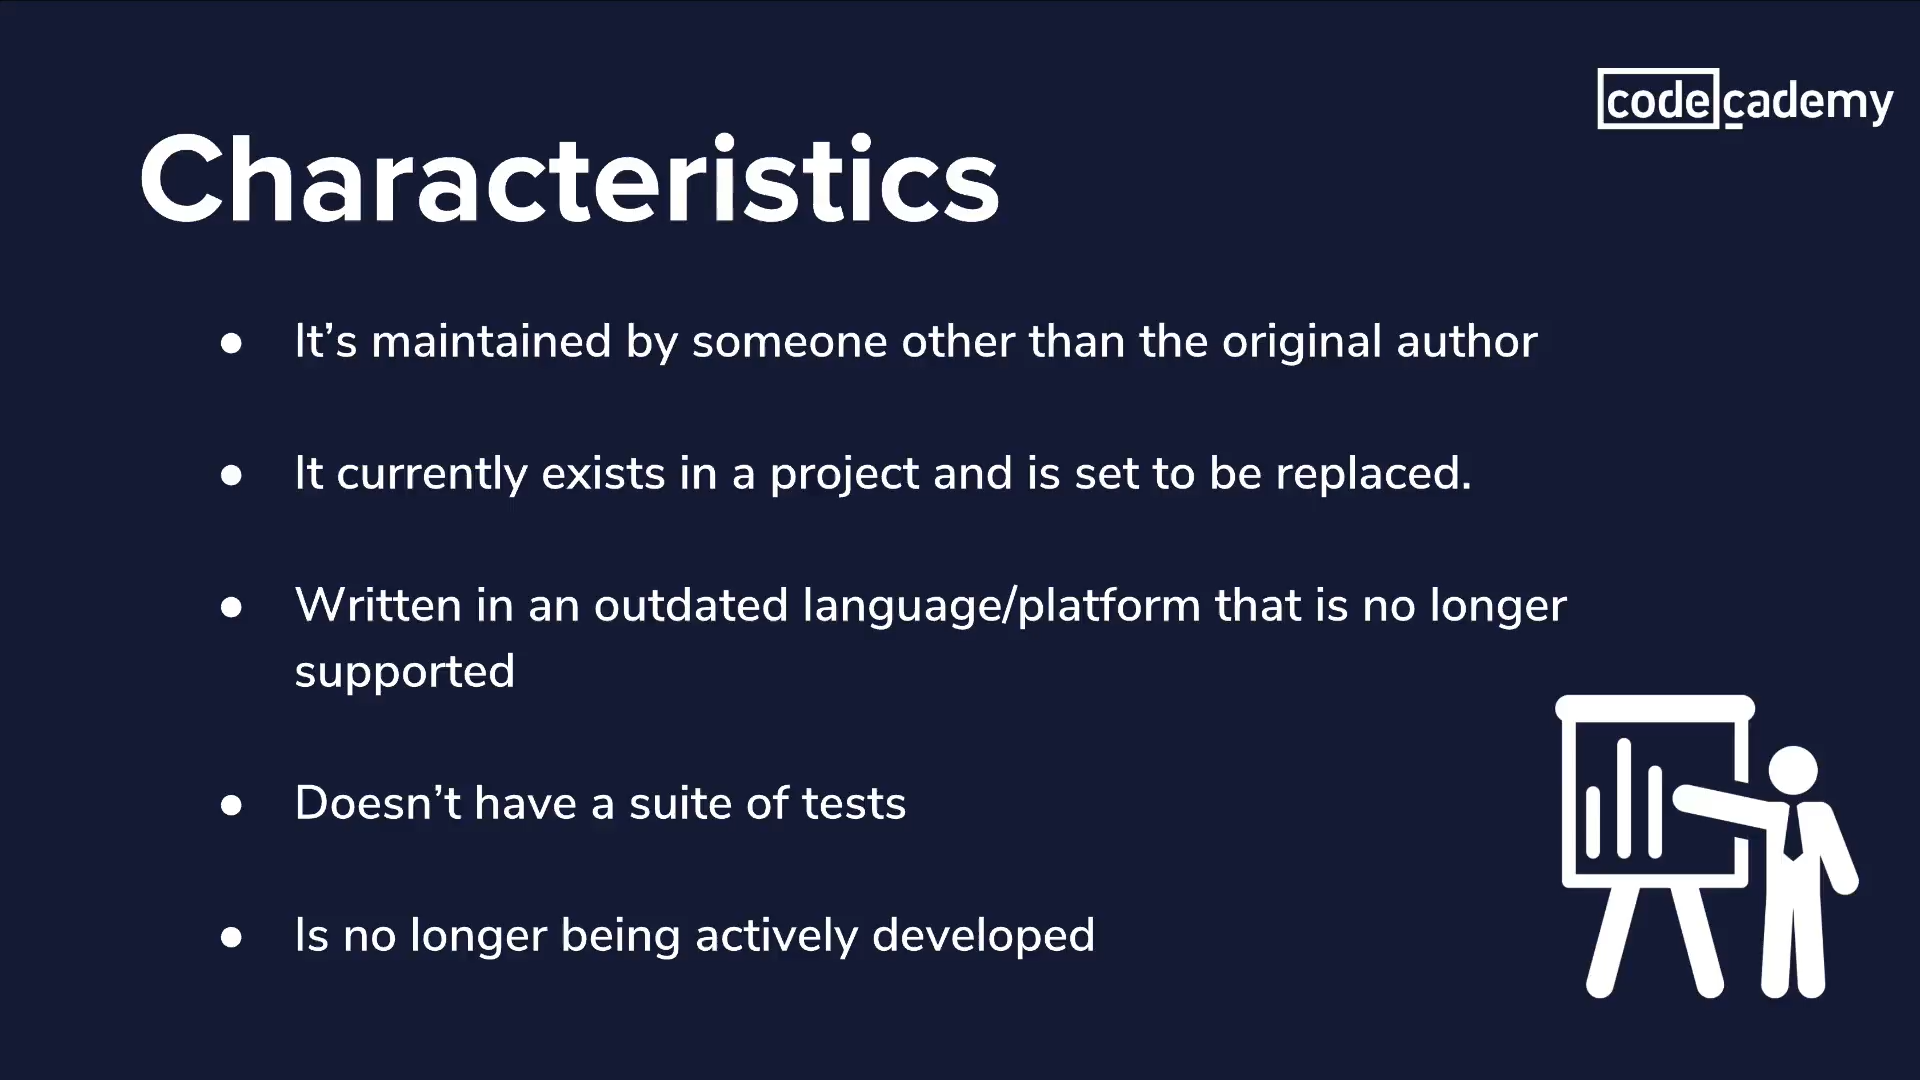 codecademy
Characteristics
● It’s maintained by someone other than the original author
● It currently exists in a project and is set to be replaced.
● Written in an outdated language/platform that is no longer
supported
● Doesn’t have a suite of tests
● Is no longer being actively developed